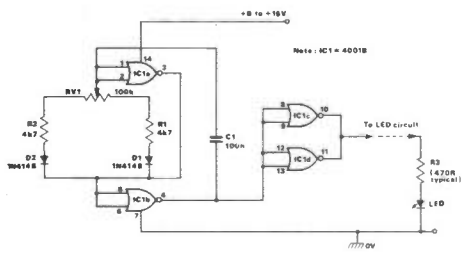 +8 to +16V
Note : IC1 = 4001B
14
1
2
3
IC1a
RV1
100k
R2
4k7
R1
4k7
C1
100n
D2
1N4148
D1
1N4148
8
9
10
IC1c
To LED circuit
12
13
11
IC1d
R3
(470R
typical)
5
6
4
IC1b
7
LED
0V